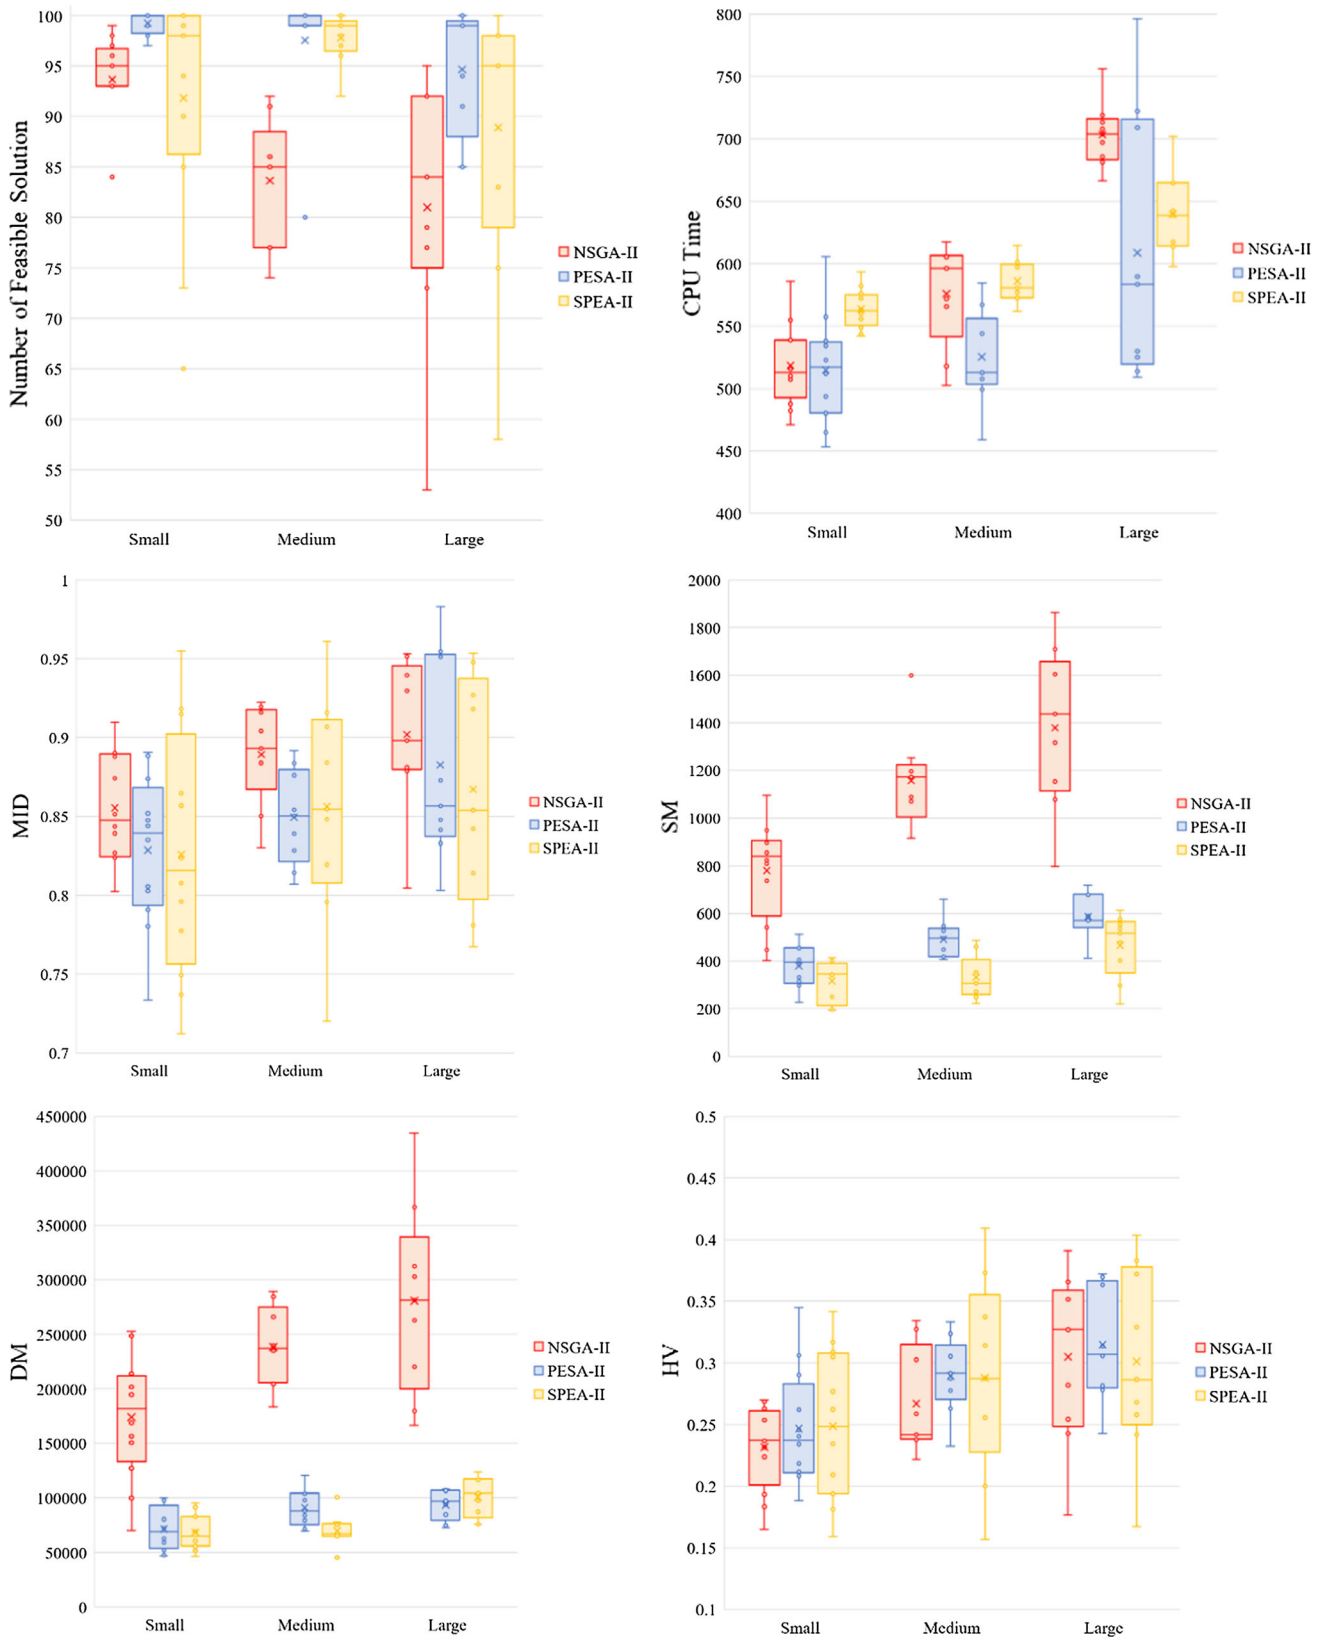 Number of Feasible Solution
100
95
90
85
80
75
70
65
60
55
50
Small
Medium
Large
NSGA-II
PESA-II
SPEA-II
CPU Time
800
750
700
650
600
550
500
450
400
Small
Medium
Large
NSGA-II
PESA-II
SPEA-II
MID
1
0.95
0.9
0.85
0.8
0.75
0.7
Small
Medium
Large
NSGA-II
PESA-II
SPEA-II
SM
2000
1800
1600
1400
1200
1000
800
600
400
200
0
Small
Medium
Large
NSGA-II
PESA-II
SPEA-II
DM
450000
400000
350000
300000
250000
200000
150000
100000
50000
0
Small
Medium
Large
NSGA-II
PESA-II
SPEA-II
HV
0.5
0.45
0.4
0.35
0.3
0.25
0.2
0.15
0.1
Small
Medium
Large
NSGA-II
PESA-II
SPEA-II